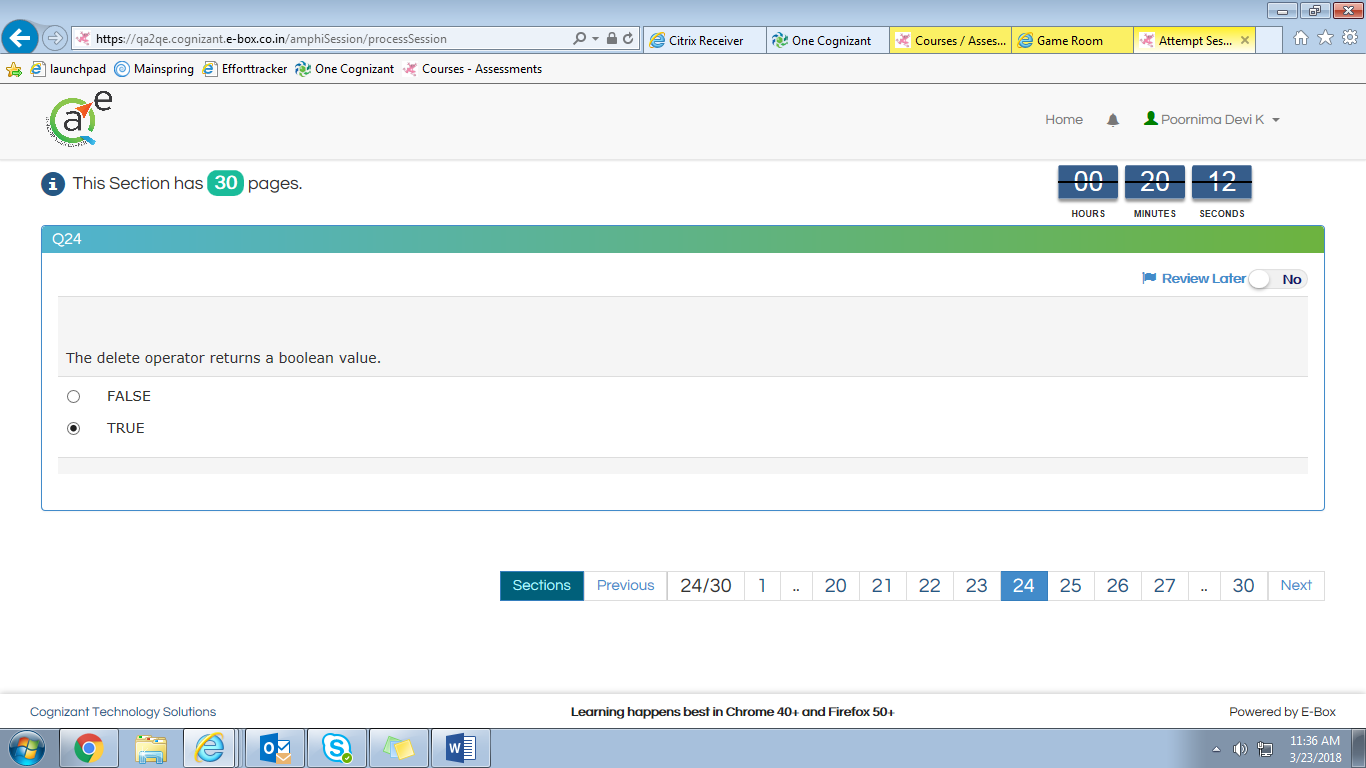 https://qa2qe.cognizant.e-box.co.in/amphiSession/processSession
Citrix Receiver
One Cognizant
Courses / Asses...
Game Room
Attempt Ses...
launchpad
Mainspring
Efforttracker
One Cognizant
Courses - Assessments
a e
Home
Poornima Devi K
This Section has 30 pages.
00 20 12
HOURS MINUTES SECONDS
Q24
Review Later No
The delete operator returns a boolean value.
FALSE
TRUE
Sections Previous 24/30 1 .. 20 21 22 23 24 25 26 27 .. 30 Next
Cognizant Technology Solutions
Learning happens best in Chrome 40+ and Firefox 50+
Powered by E-Box
11:36 AM
3/23/2018